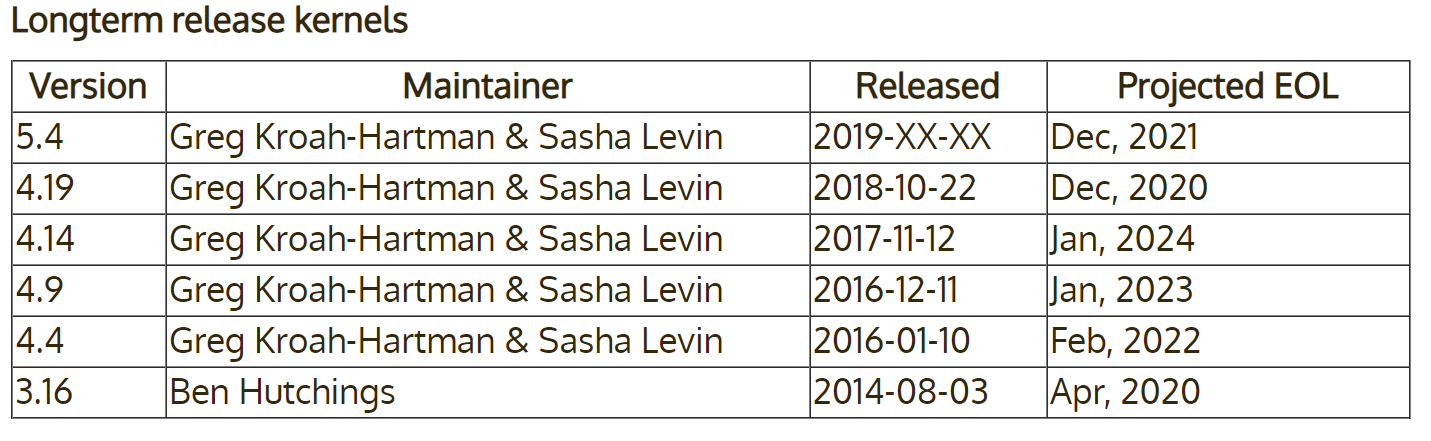 Longterm release kernels
Version Maintainer Released Projected EOL
5.4 Greg Kroah-Hartman & Sasha Levin 2019-XX-XX Dec, 2021
4.19 Greg Kroah-Hartman & Sasha Levin 2018-10-22 Dec, 2020
4.14 Greg Kroah-Hartman & Sasha Levin 2017-11-12 Jan, 2024
4.9 Greg Kroah-Hartman & Sasha Levin 2016-12-11 Jan, 2023
4.4 Greg Kroah-Hartman & Sasha Levin 2016-01-10 Feb, 2022
3.16 Ben Hutchings 2014-08-03 Apr, 2020